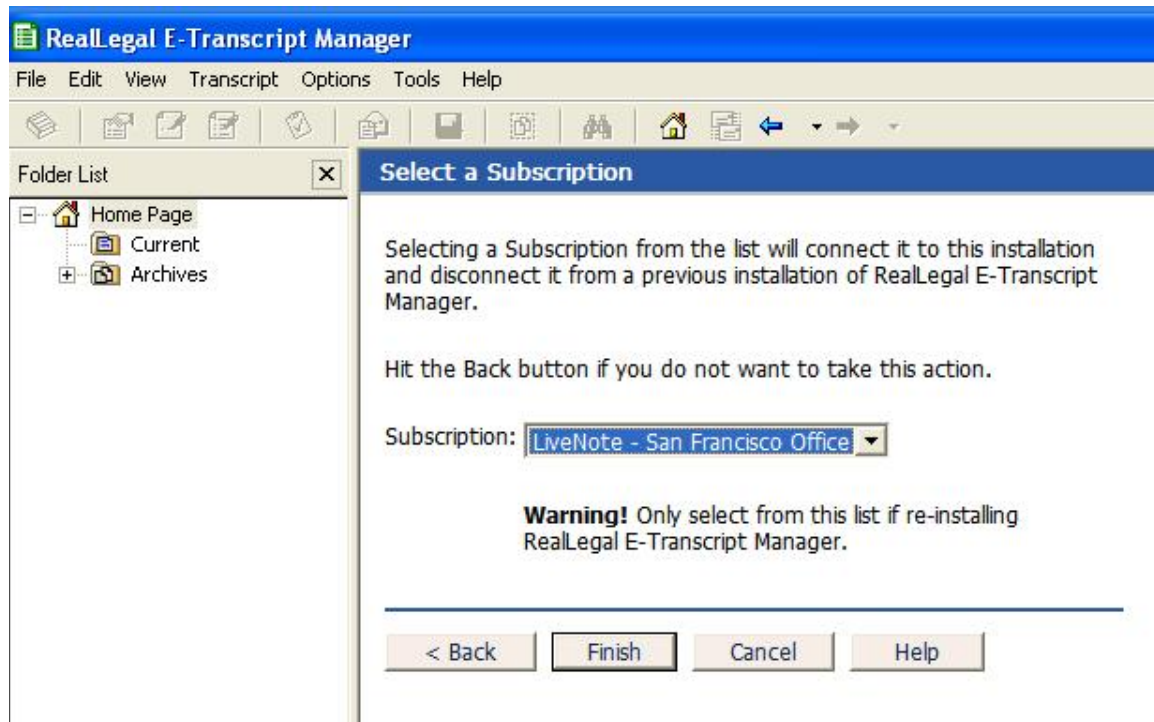 RealLegal E-Transcript Manager
File Edit View Transcript Options Tools Help
Folder List
Home Page
Current
Archives
Select a Subscription
Selecting a Subscription from the list will connect it to this installation
and disconnect it from a previous installation of RealLegal E-Transcript
Manager.
Hit the Back button if you do not want to take this action.
Subscription: LiveNote - San Francisco Office
Warning! Only select from this list if re-installing
RealLegal E-Transcript Manager.
< Back Finish Cancel Help